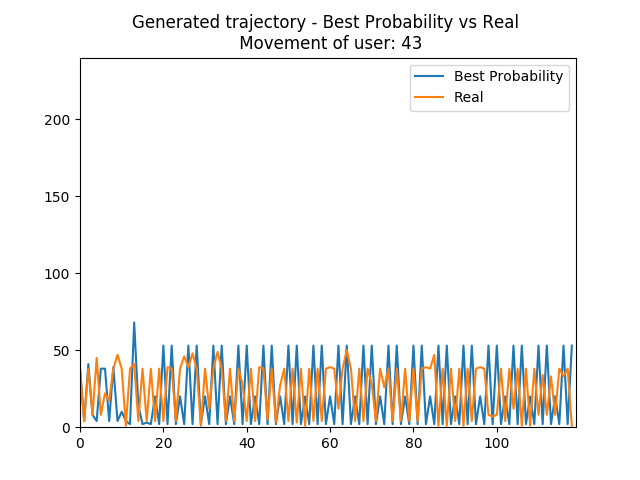 Generated trajectory - Best Probability vs Real
Movement of user: 43
Best Probability
Real
200
150
100
50
0
0 20 40 60 80 100